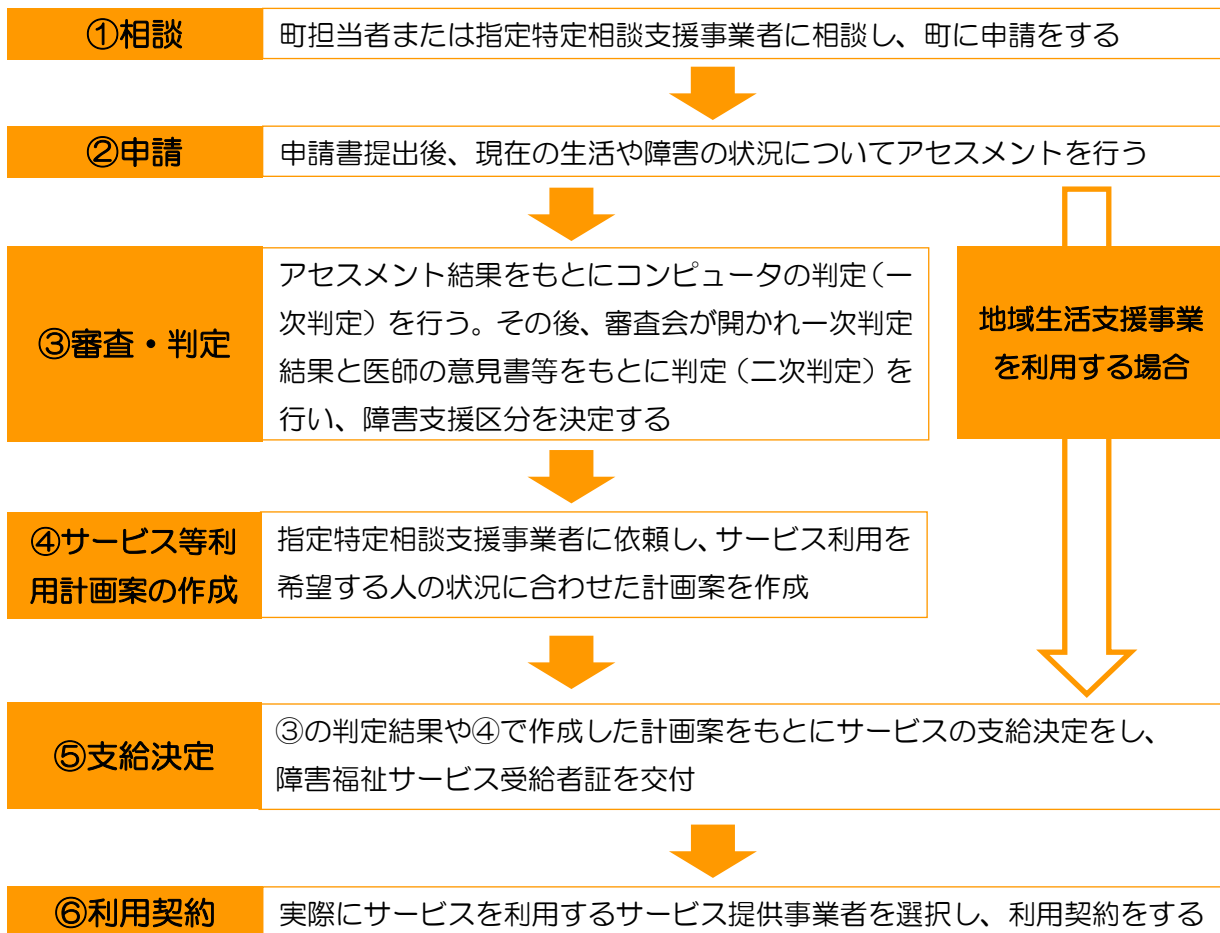 ①相談
町担当者または指定特定相談支援事業者に相談し、町に申請をする
②申請
申請書提出後、現在の生活や障害の状況についてアセスメントを行う
③審査・判定
アセスメント結果をもとにコンピュータの判定（一
次判定）を行う。その後、審査会が開かれ一次判定
結果と医師の意見書等をもとに判定（二次判定）を
行い、障害支援区分を決定する
地域生活支援事業
を利用する場合
④サービス等利
用計画案の作成
指定特定相談支援事業者に依頼し、サービス利用を
希望する人の状況に合わせた計画案を作成
⑤支給決定
③の判定結果や④で作成した計画案をもとにサービスの支給決定をし、
障害福祉サービス受給者証を交付
⑥利用契約
実際にサービスを利用するサービス提供事業者を選択し、利用契約をする